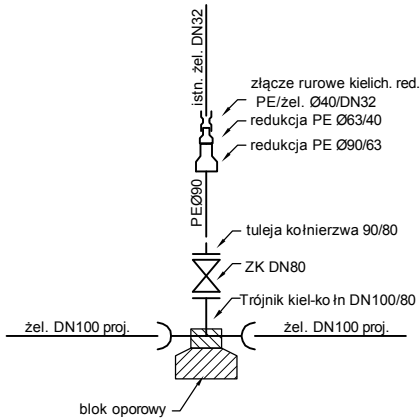 istn. żel. DN32
złącze rurowe kielich. red.
PE/żel. Ø40/DN32
redukcja PE Ø63/40
redukcja PE Ø90/63
PEØ90
tuleja kołnierzwa 90/80
ZK DN80
Trójnik kiel-ko łn DN100/80
żel. DN100 proj.
żel. DN100 proj.
blok oporowy